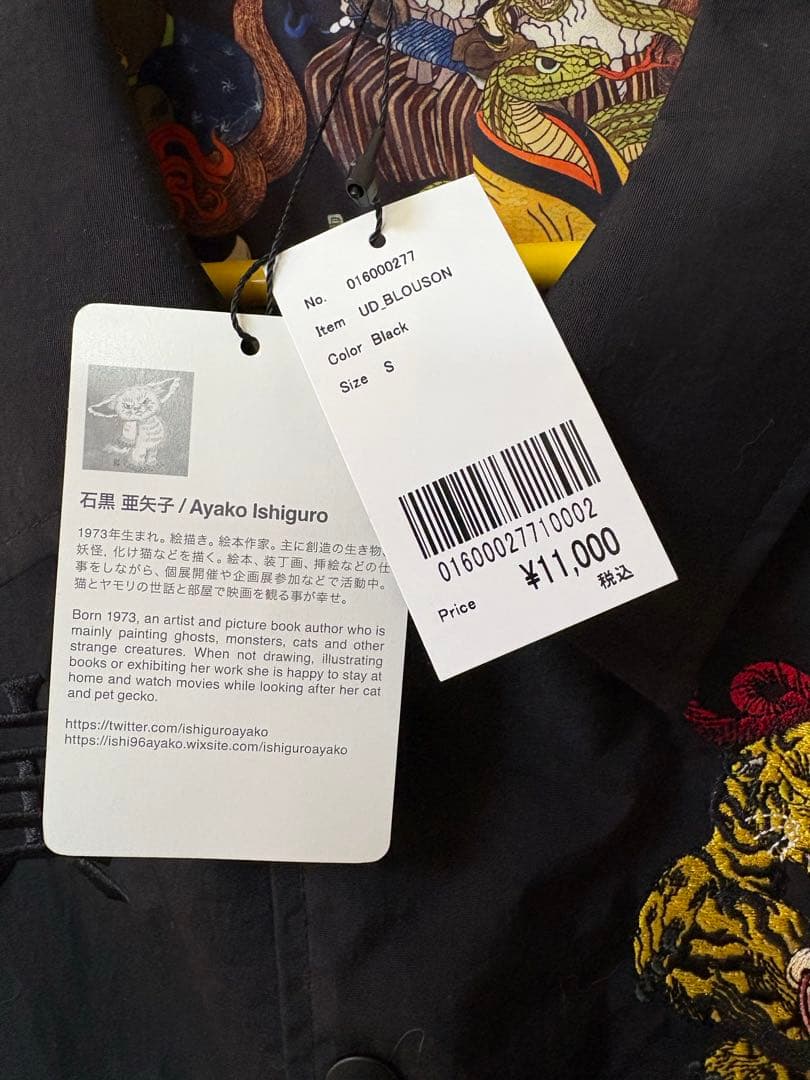 No. 016000277
Item UD_BLOUSON
Color Black
Size S
01600027710002
Price ¥11,000
税込
石黒 亜矢子 / Ayako Ishiguro
1973年生まれ。絵描き。絵本作家。主に創造の生き物、
妖怪、化け猫などを描く。絵本、装丁画、挿絵などの仕
事をしながら、個展開催や企画展参加などで活動中。
猫とヤモリの世話と部屋で映画を観る事が幸せ。
Born 1973, an artist and picture book author who is
mainly painting ghosts, monsters, cats and other
strange creatures. When not drawing, illustrating
books or exhibiting her work she is happy to stay at
home and watch movies while looking after her cat
and pet gecko.
https://twitter.com/ishiguroayako
https://ishi96ayako.wixsite.com/ishiguroayako